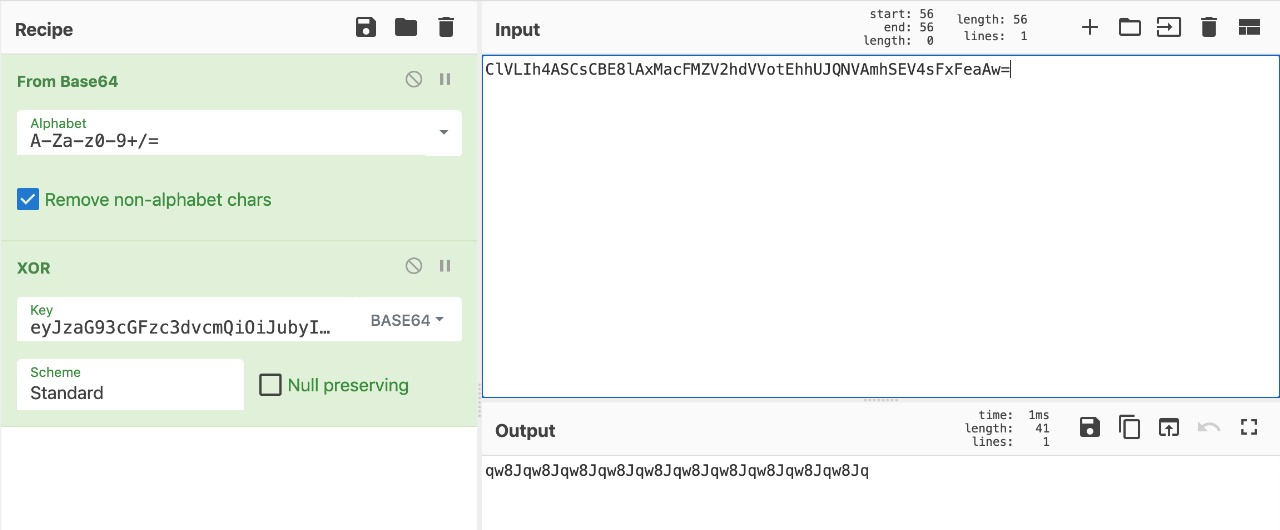 Recipe
From Base64
Alphabet
A-Za-z0-9+/=
Remove non-alphabet chars
XOR
Key
eyJzaG93cGFzc3dvcmQiOiJubyI…
BASE64
Scheme
Standard
Null preserving
Input
start: 56
end: 56
length: 0
length: 56
lines: 1
ClVLIh4ASCsCBE8lAxMacFMZV2hdVVotEhhUJQNVAmhSEV4sFxFeaAw=
Output
time: 1ms
length: 41
lines: 1
qw8Jqw8Jqw8Jqw8Jqw8Jqw8Jqw8Jqw8Jqw8Jqw8Jq